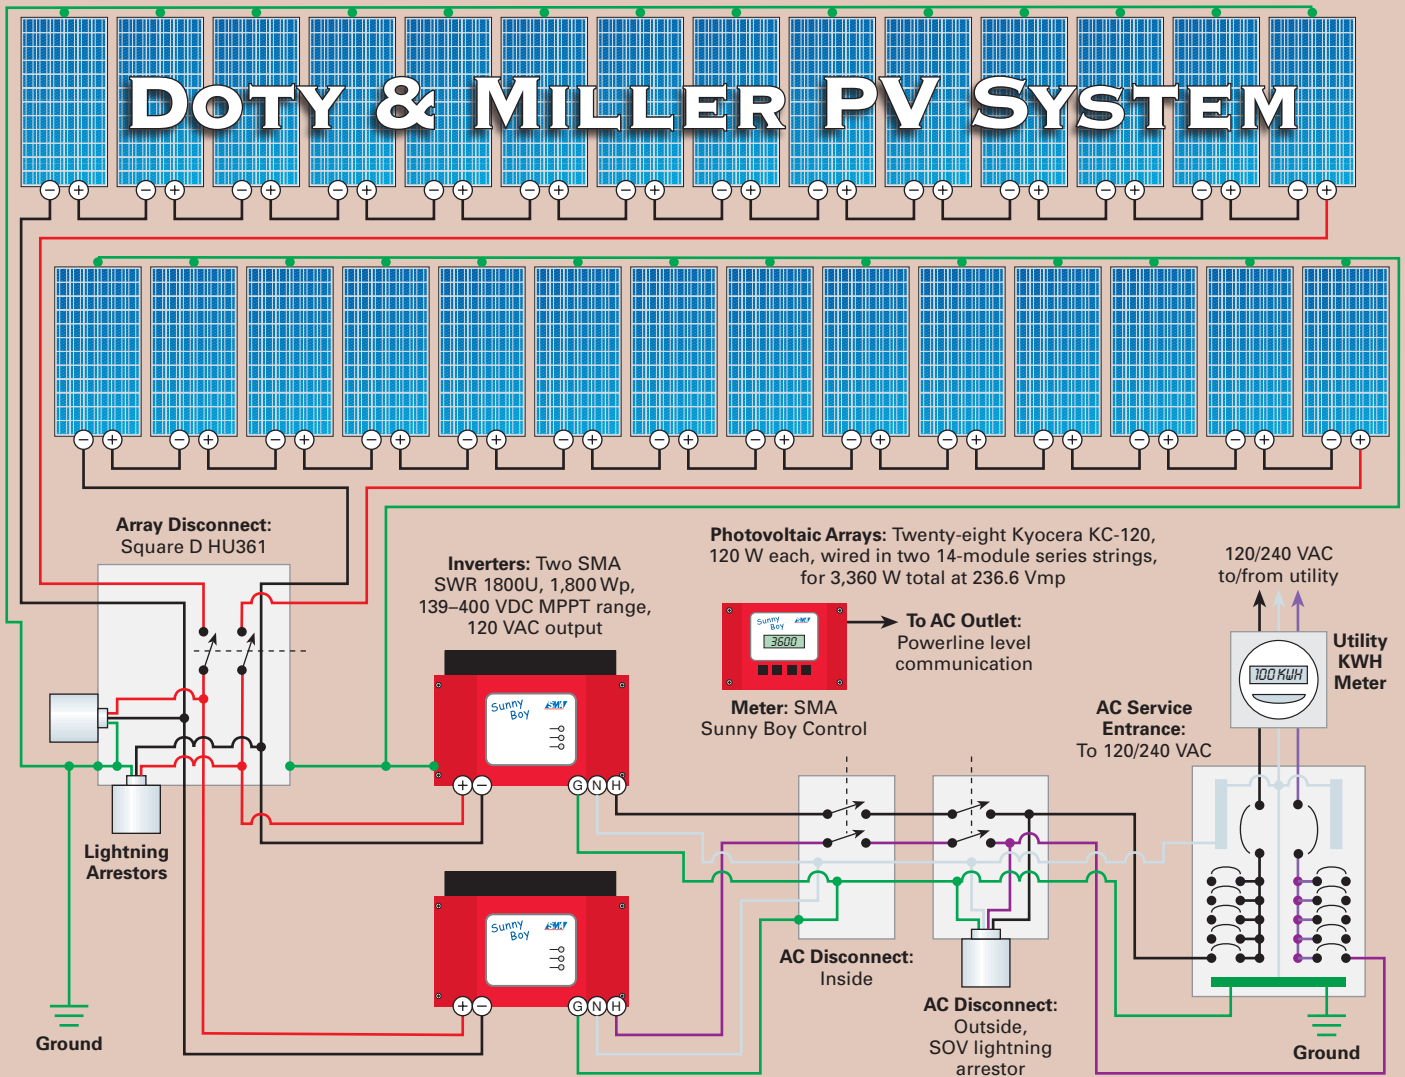 DOTY & MILLER PV SYSTEM
− + − + − + − + − + − + − + − + − + − + − + − + − + − +
− + − + − + − + − + − + − + − + − + − + − + − + − + − +
Array Disconnect:
Square D HU361
Inverters: Two SMA
SWR 1800U, 1,800 Wp,
139–400 VDC MPPT range,
120 VAC output
Photovoltaic Arrays: Twenty-eight Kyocera KC-120,
120 W each, wired in two 14-module series strings,
for 3,360 W total at 236.6 Vmp
Sunny
Boy
SMA
3600
To AC Outlet:
Powerline level
communication
Meter: SMA
Sunny Boy Control
120/240 VAC
to/from utility
100 KWH
Utility
KWH
Meter
AC Service
Entrance:
To 120/240 VAC
Sunny
Boy
SMA
+ − G N H
Lightning
Arrestors
Sunny
Boy
SMA
+ − G N H
AC Disconnect:
Inside
AC Disconnect:
Outside,
SOV lightning
arrestor
Ground
Ground